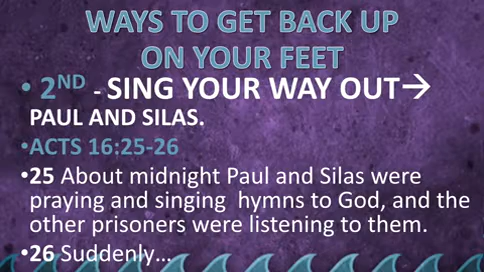 WAYS TO GET BACK UP
ON YOUR FEET
• 2ND - SING YOUR WAY OUT→
PAUL AND SILAS.
•ACTS 16:25-26
•25 About midnight Paul and Silas were
praying and singing hymns to God, and the
other prisoners were listening to them.
•26 Suddenly…